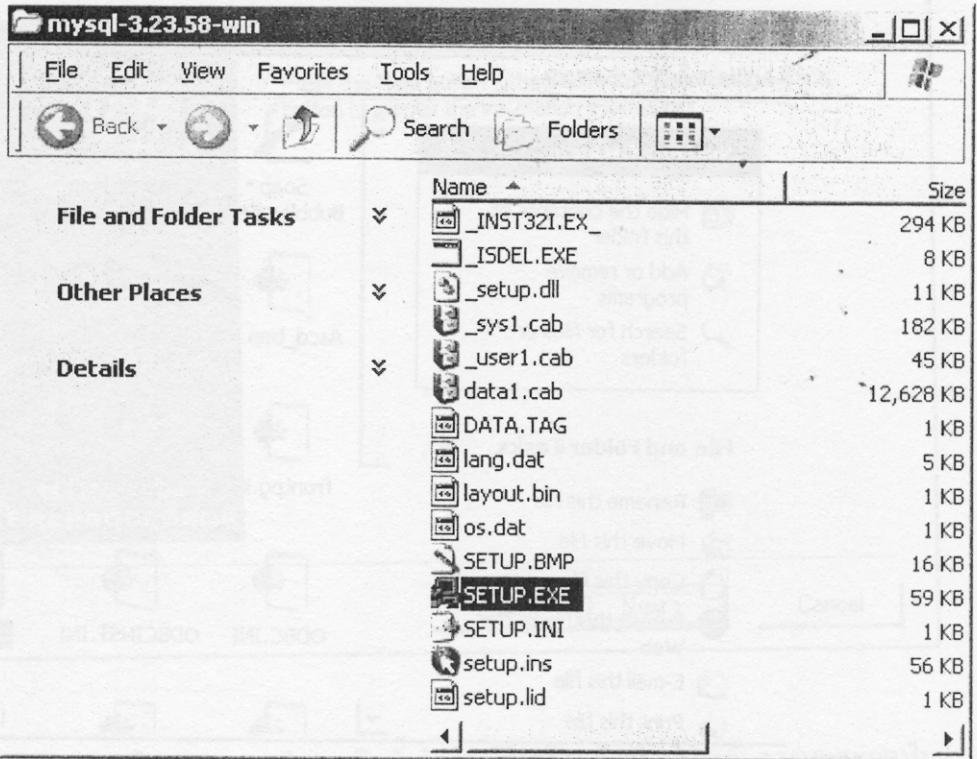 mysql-3.23.58-win
File Edit View Favorites Tools Help
Back Search Folders
Name Size
File and Folder Tasks
Other Places
Details
_INST32I.EX_ 294 KB
_ISDEL.EXE 8 KB
_setup.dll 11 KB
_sys1.cab 182 KB
_user1.cab 45 KB
data1.cab 12,628 KB
DATA.TAG 1 KB
lang.dat 5 KB
layout.bin 1 KB
os.dat 1 KB
SETUP.BMP 16 KB
SETUP.EXE 59 KB
SETUP.INI 1 KB
setup.ins 56 KB
setup.lid 1 KB